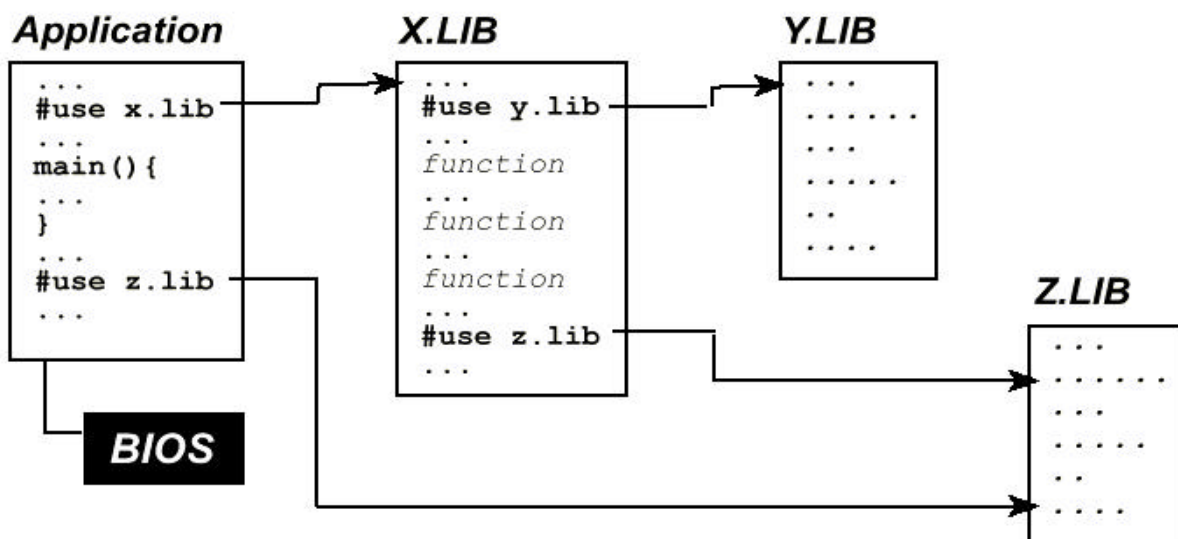 Application
...
#use x.lib
...
main(){
...
}
...
#use z.lib
...
BIOS
X.LIB
...
#use y.lib
...
function
...
function
...
function
...
#use z.lib
...
Y.LIB
...
......
...
.....
..
....
Z.LIB
...
......
...
.....
..
....